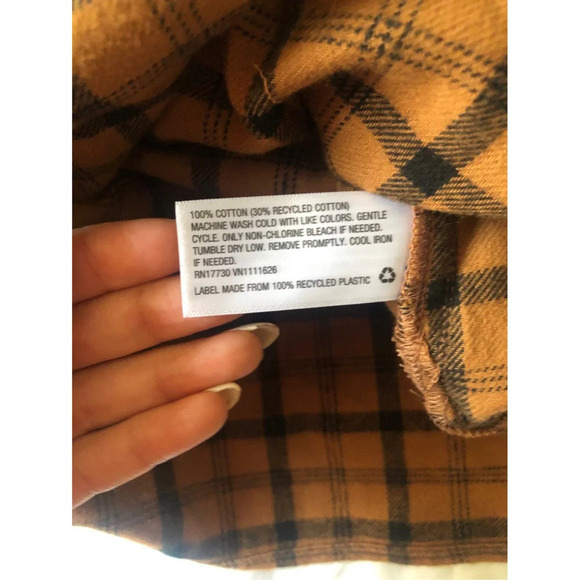 100% COTTON (30% RECYCLED COTTON)
MACHINE WASH COLD WITH LIKE COLORS. GENTLE
CYCLE. ONLY NON-CHLORINE BLEACH IF NEEDED.
TUMBLE DRY LOW. REMOVE PROMPTLY. COOL IRON
IF NEEDED.
RN17730 VN1111626
LABEL MADE FROM 100% RECYCLED PLASTIC